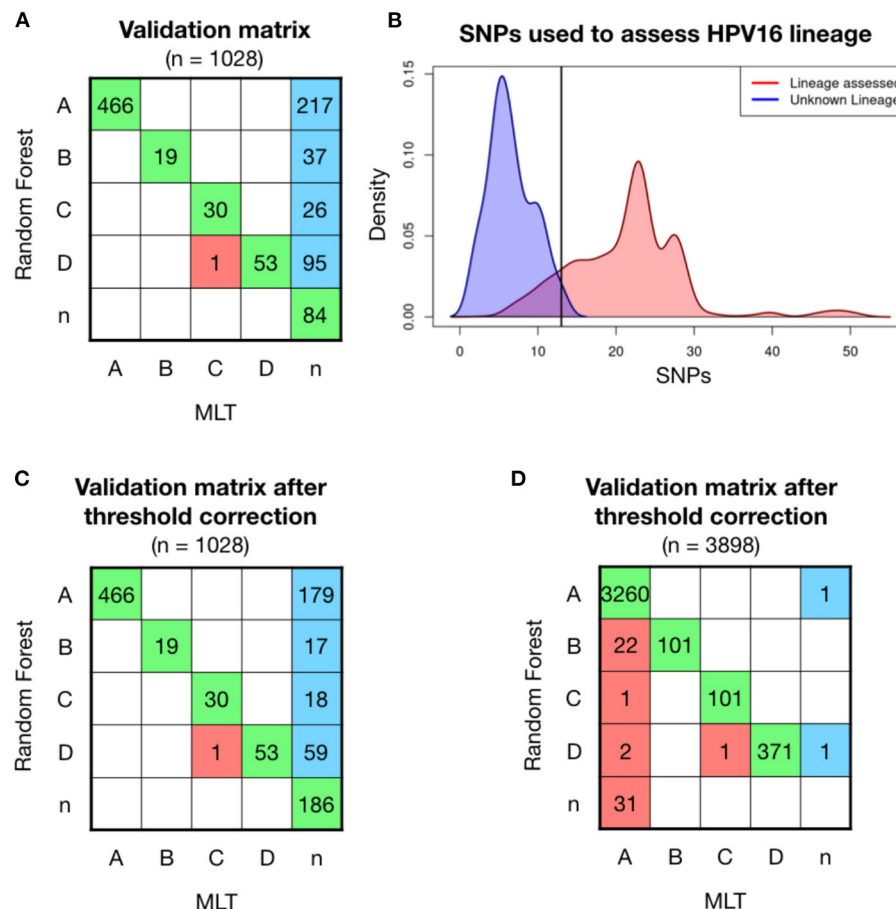 A
Validation matrix
(n = 1028)
Random Forest
A 466 217
B 19 37
C 30 26
D 1 53 95
n 84
A B C D n
MLT
B
SNPs used to assess HPV16 lineage
Density
0.15
0.10
0.05
0.00
Lineage assessed
Unknown Lineage
0 10 20 30 40 50
SNPs
C
Validation matrix after
threshold correction
(n = 1028)
Random Forest
A 466 179
B 19 17
C 30 18
D 1 53 59
n 186
A B C D n
MLT
D
Validation matrix after
threshold correction
(n = 3898)
Random Forest
A 3260 1
B 22 101
C 1 101
D 2 1 371 1
n 31
A B C D n
MLT